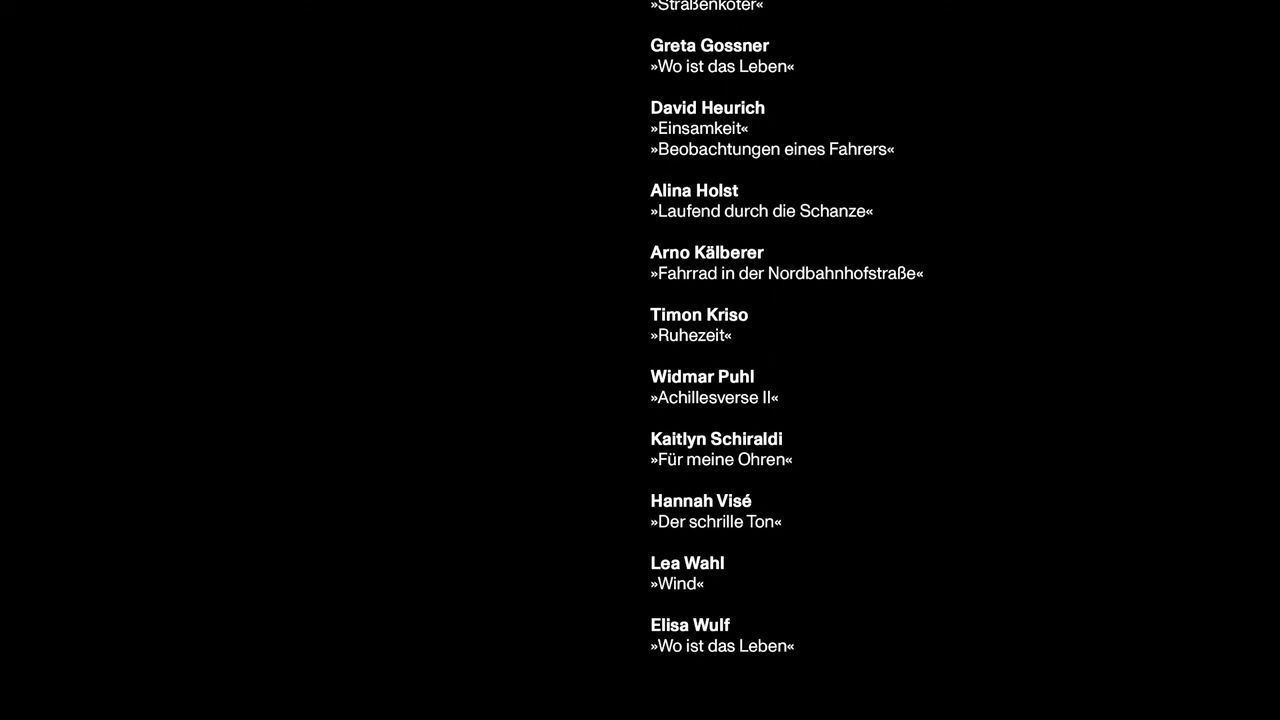 »Straßenköter«
Greta Gossner
»Wo ist das Leben«
David Heurich
»Einsamkeit«
»Beobachtungen eines Fahrers«
Alina Holst
»Laufend durch die Schanze«
Arno Kälberer
»Fahrrad in der Nordbahnhofstraße«
Timon Kriso
»Ruhezeit«
Widmar Puhl
»Achillesverse II«
Kaitlyn Schiraldi
»Für meine Ohren«
Hannah Visé
»Der schrille Ton«
Lea Wahl
»Wind«
Elisa Wulf
»Wo ist das Leben«